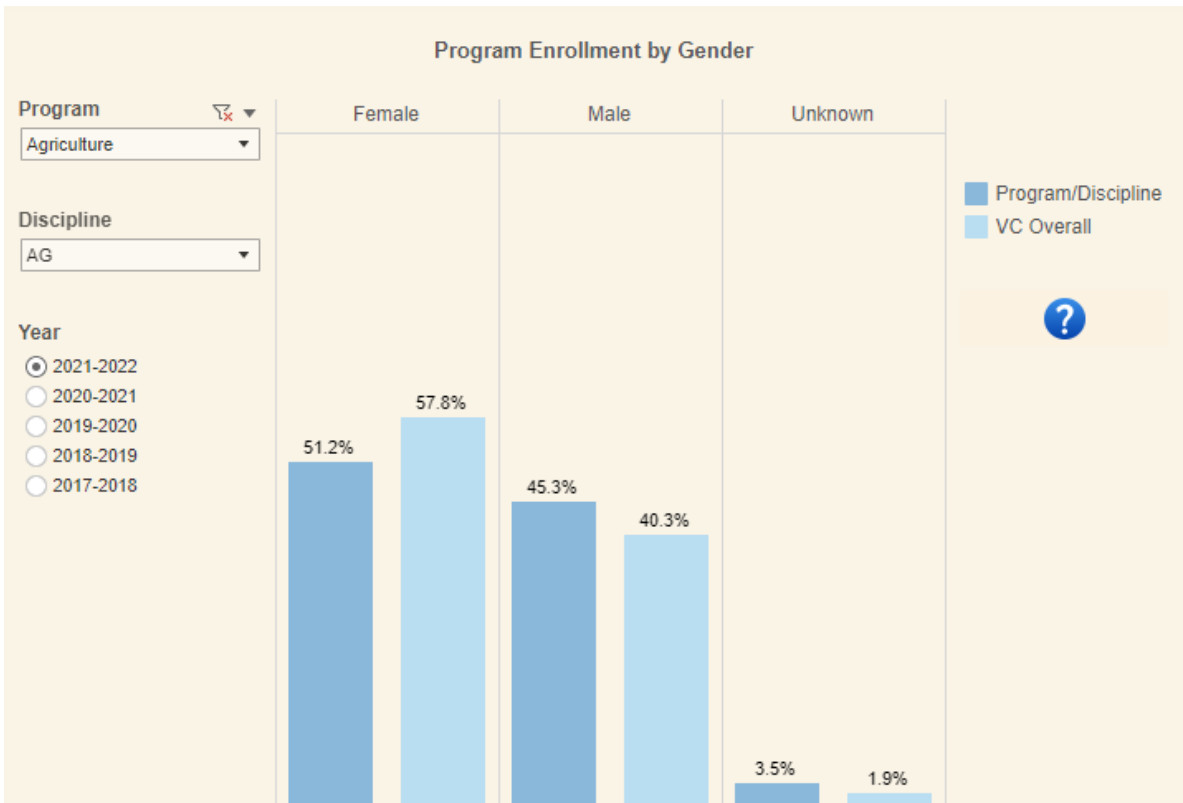 Program Enrollment by Gender
Program
Agriculture
Discipline
AG
Year
2021-2022
2020-2021
2019-2020
2018-2019
2017-2018
Female
Male
Unknown
51.2%
57.8%
45.3%
40.3%
3.5%
1.9%
Program/Discipline
VC Overall
?